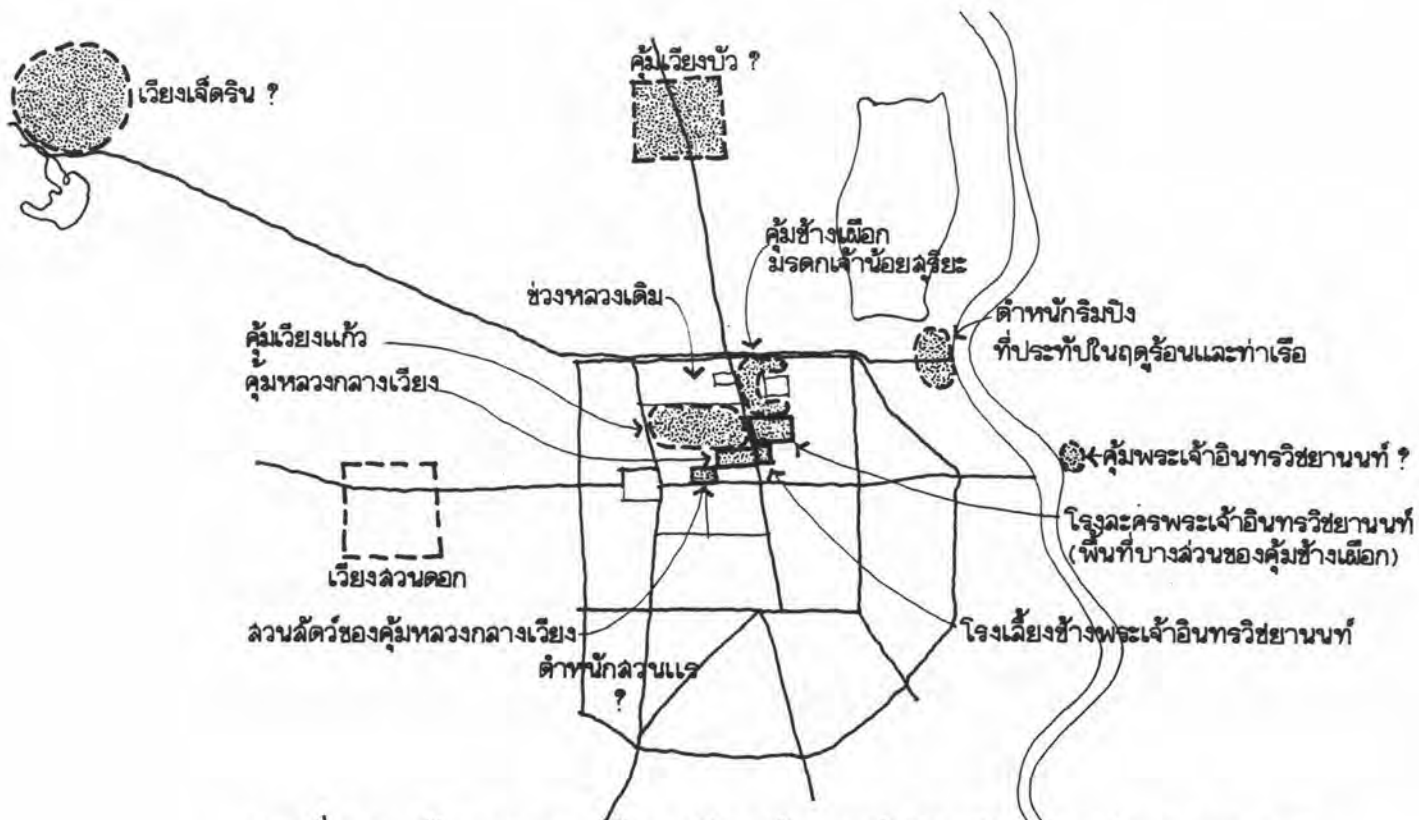 คุ้มเวียงบัว ?
เวียงเจ็ดริน ?
คุ้มช้างเผือก
มรดกเจ้าน้อยสุริยะ
ช่วงหลวงเดิม
ตำหนักริมปิง
ที่ประทับในฤดูร้อนและท่าเรือ
คุ้มเวียงแก้ว
คุ้มหลวงกลางเวียง
คุ้มพระเจ้าอินทรวิชยานนท์ ?
โรงละครพระเจ้าอินทรวิชยานนท์
(พื้นที่บางส่วนของคุ้มช้างเผือก)
เวียงสวนดอก
สวนสัตว์ของคุ้มหลวงกลางเวียง
โรงเลี้ยงช้างพระเจ้าอินทรวิชยานนท์
ตำหนักสวนแร
?